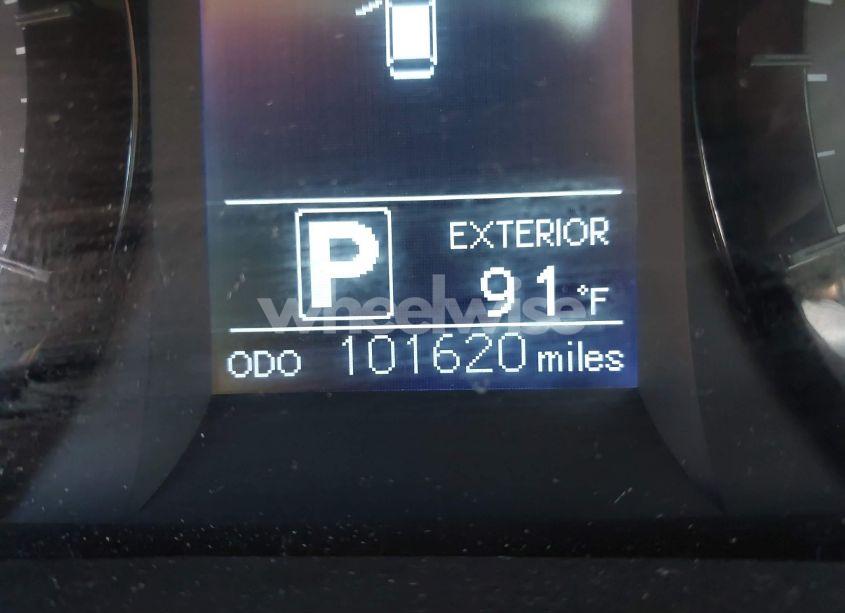 P
EXTERIOR
91°F
wheelwise
ODO 101620 miles